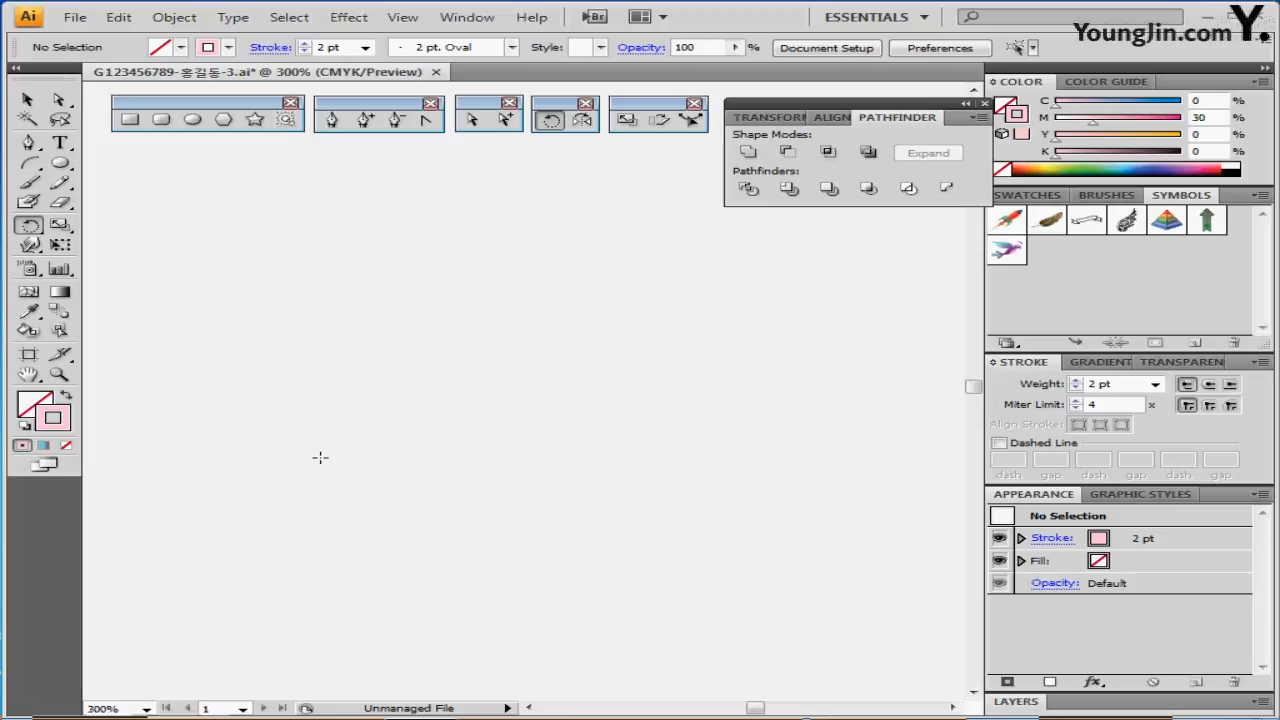 Ai File Edit Object Type Select Effect View Window Help Br ESSENTIALS
YoungJin.com Y.
No Selection Stroke: 2 pt 2 pt. Oval Style: Opacity: 100 % Document Setup Preferences
G123456789-홍길동-3.ai* @ 300% (CMYK/Preview)
COLOR COLOR GUIDE
C 0 %
M 30 %
Y 0 %
K 0 %
TRANSFORM ALIGN PATHFINDER
Shape Modes:
Expand
Pathfinders:
SWATCHES BRUSHES SYMBOLS
STROKE GRADIENT TRANSPAREN
Weight: 2 pt
Miter Limit: 4 x
Align Stroke:
Dashed Line
dash gap dash gap dash gap
APPEARANCE GRAPHIC STYLES
No Selection
Stroke: 2 pt
Fill:
Opacity: Default
fx
LAYERS
300% 1 Unmanaged File